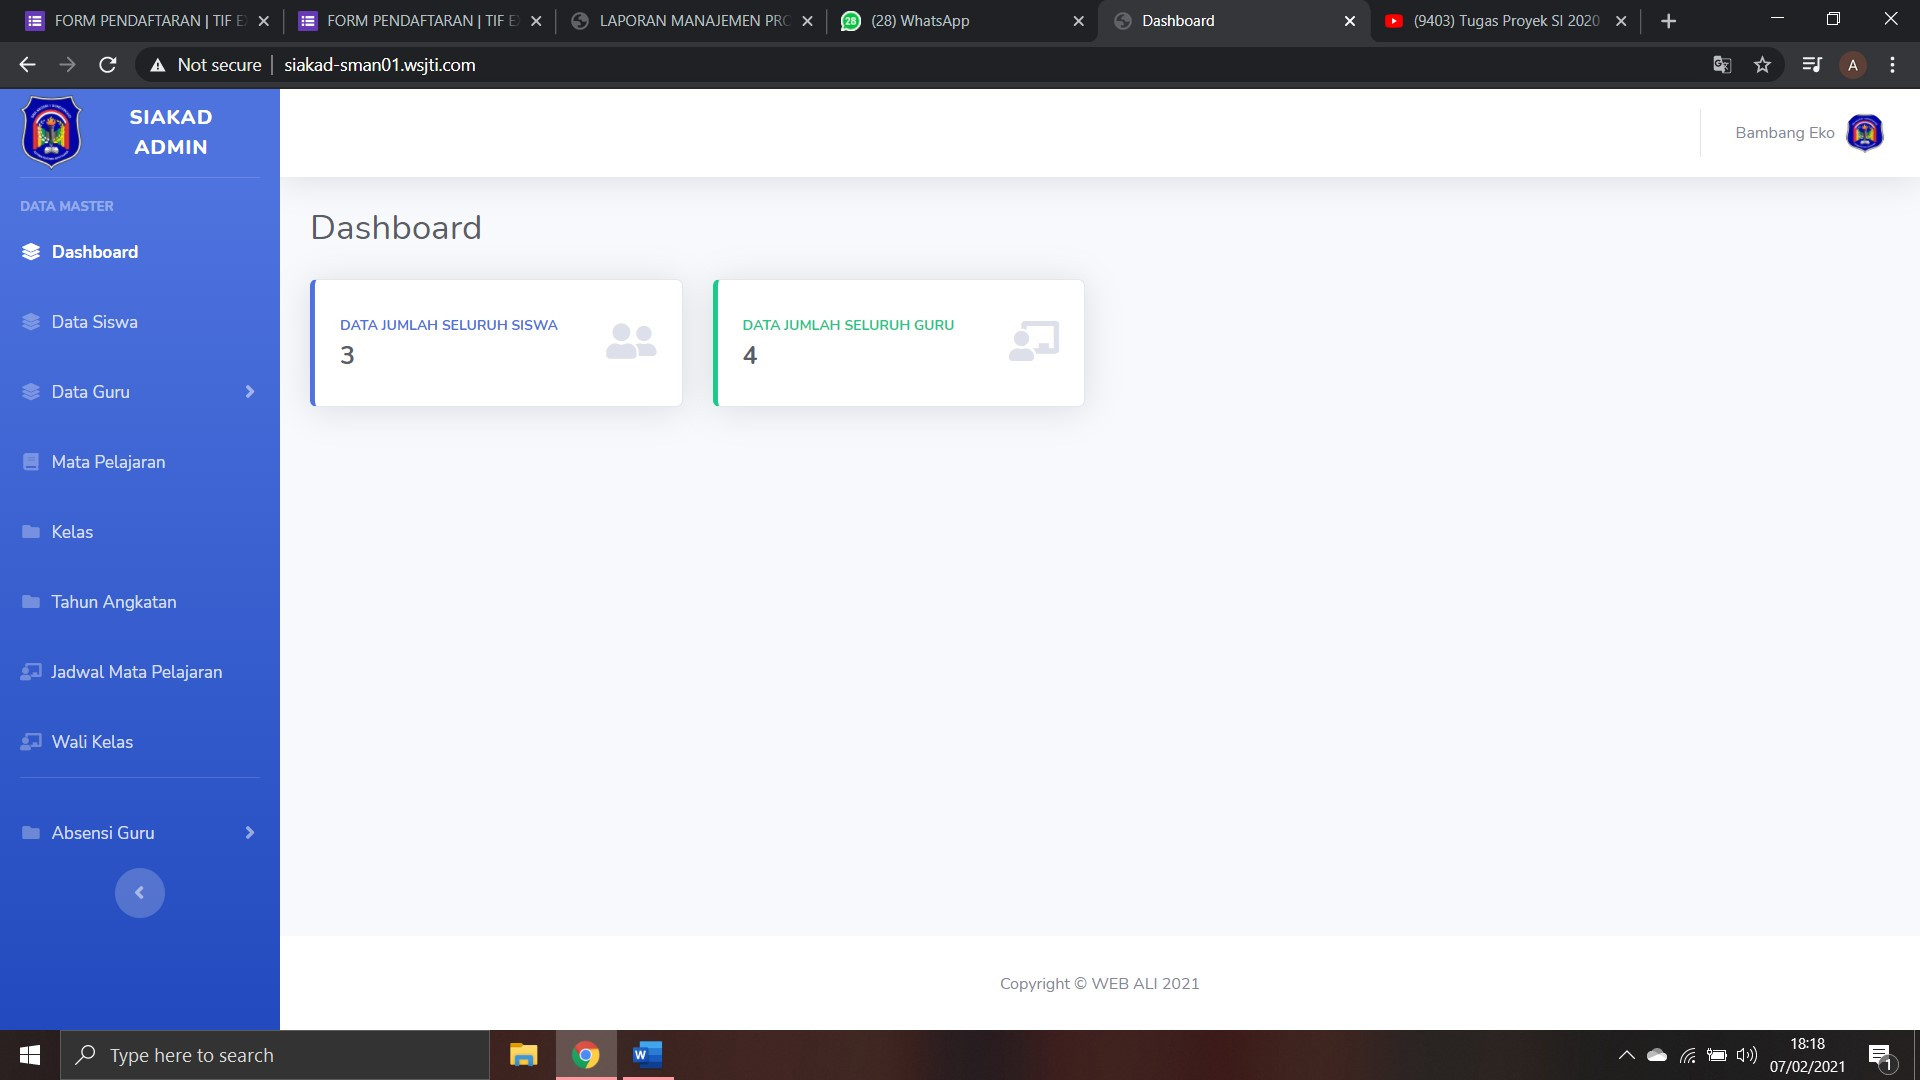 FORM PENDAFTARAN | TIF E
FORM PENDAFTARAN | TIF E
LAPORAN MANAJEMEN PRO
28
(28) WhatsApp
Dashboard
(9403) Tugas Proyek SI 2020
Not secure
siakad-sman01.wsjti.com
A
SIAKAD
ADMIN
Bambang Eko
DATA MASTER
Dashboard
Data Siswa
Data Guru
Mata Pelajaran
Kelas
Tahun Angkatan
Jadwal Mata Pelajaran
Wali Kelas
Absensi Guru
Dashboard
DATA JUMLAH SELURUH SISWA
3
DATA JUMLAH SELURUH GURU
4
Copyright © WEB ALI 2021
Type here to search
W
18:18
07/02/2021
1